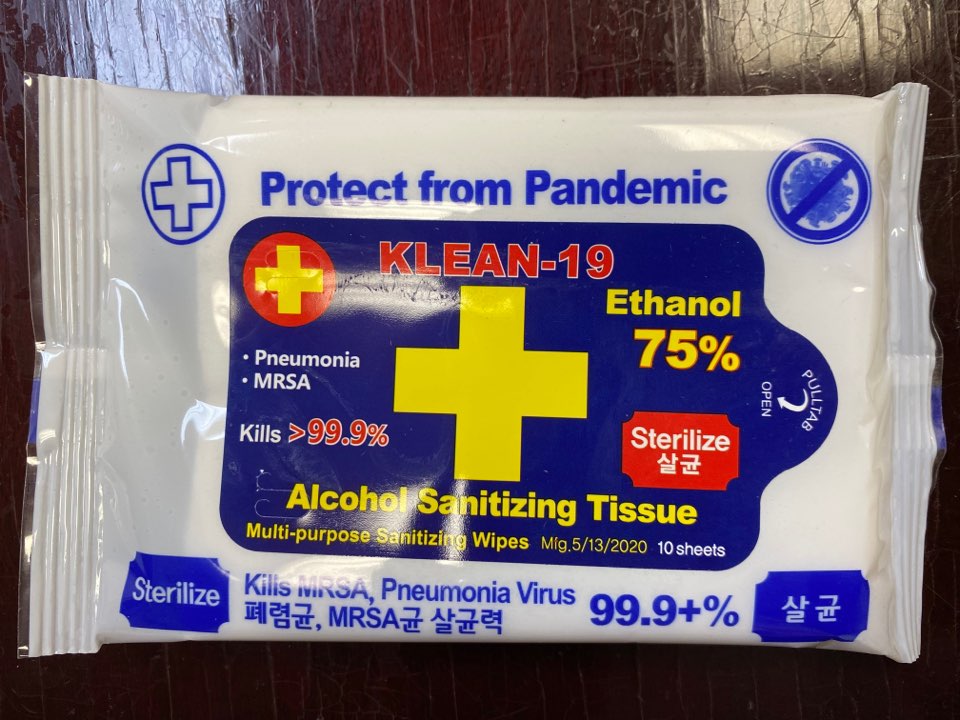 Protect from Pandemic
KLEAN-19
Ethanol
75%
• Pneumonia
• MRSA
Kills >99.9%
PULLTAB
OPEN
Sterilize
살균
Alcohol Sanitizing Tissue
Multi-purpose Sanitizing Wipes Mfg.5/13/2020 10 sheets
Sterilize
Kills MRSA, Pneumonia Virus
폐렴균, MRSA균 살균력
99.9+%
살균